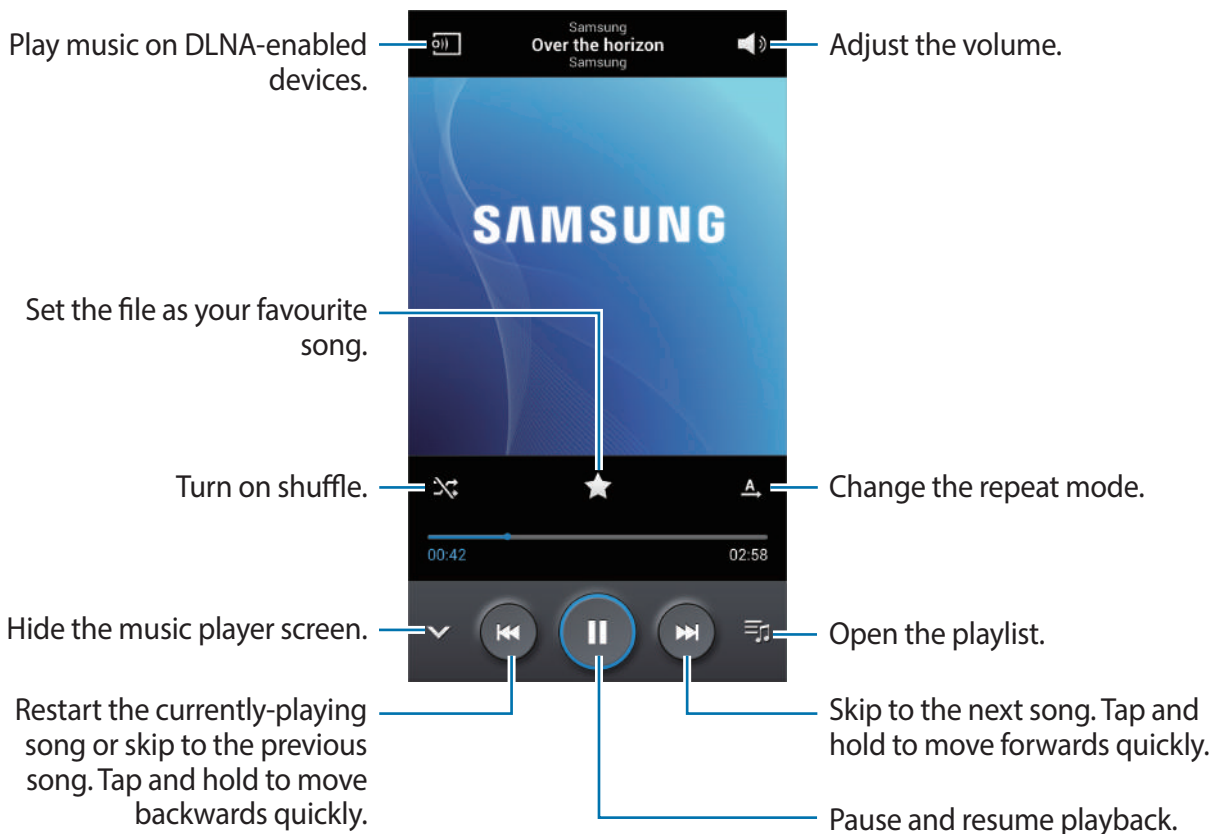 Play music on DLNA-enabled
devices.
Samsung
Over the horizon
Samsung
Adjust the volume.
SAMSUNG
Set the file as your favourite
song.
Turn on shuffle.
A
Change the repeat mode.
00:42
02:58
Hide the music player screen.
Open the playlist.
Restart the currently-playing
song or skip to the previous
song. Tap and hold to move
backwards quickly.
Skip to the next song. Tap and
hold to move forwards quickly.
Pause and resume playback.